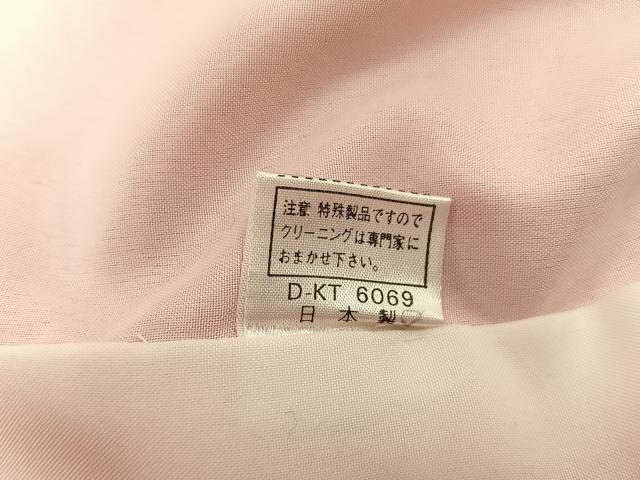 注意 特殊製品ですので
クリーニングは専門家に
おまかせ下さい。
D-KT 6069
日本製